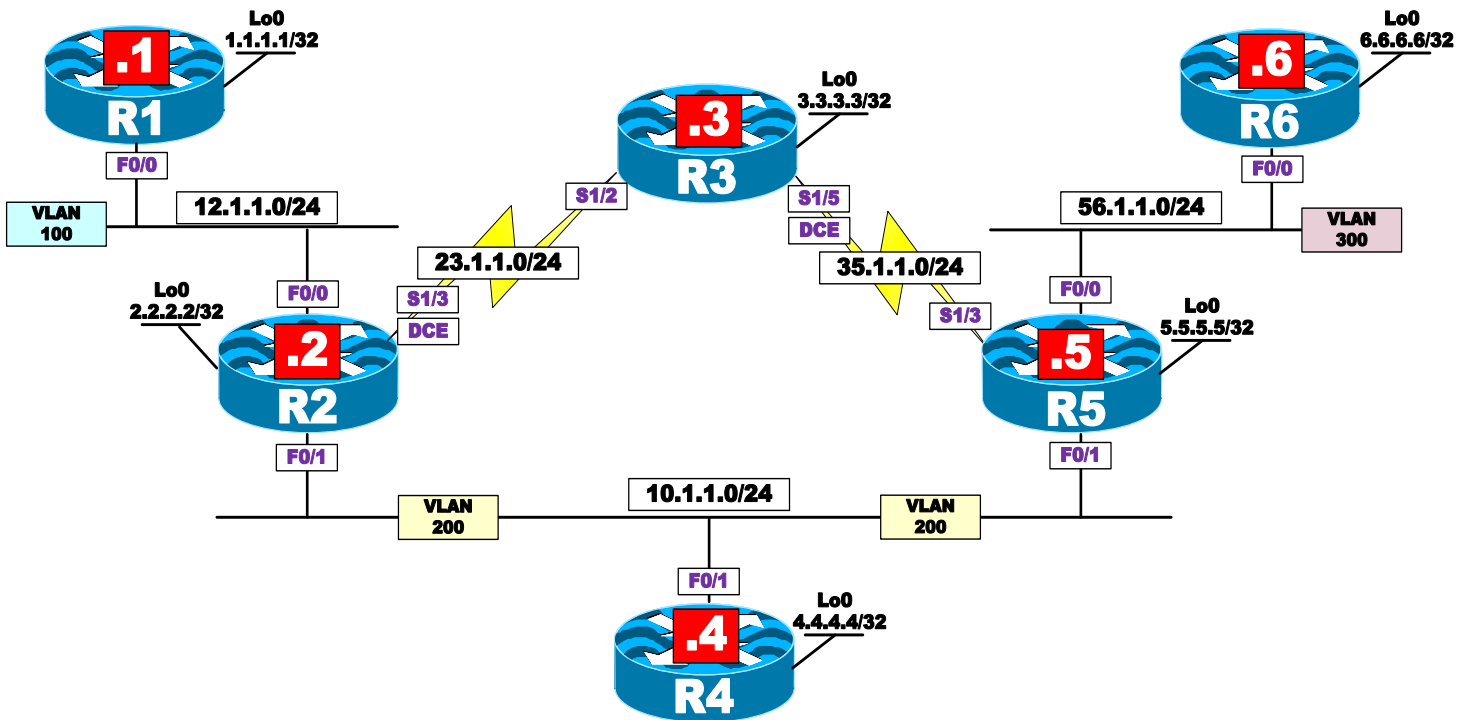 Lo0
1.1.1.1/32
.1
R1
F0/0
VLAN
100
12.1.1.0/24
Lo0
3.3.3.3/32
.3
R3
S1/2
S1/5
DCE
Lo0
6.6.6.6/32
.6
R6
F0/0
56.1.1.0/24
VLAN
300
23.1.1.0/24
35.1.1.0/24
Lo0
2.2.2.2/32
F0/0
S1/3
DCE
.2
R2
F0/1
S1/3
F0/0
Lo0
5.5.5.5/32
.5
R5
F0/1
VLAN
200
10.1.1.0/24
VLAN
200
F0/1
Lo0
4.4.4.4/32
.4
R4